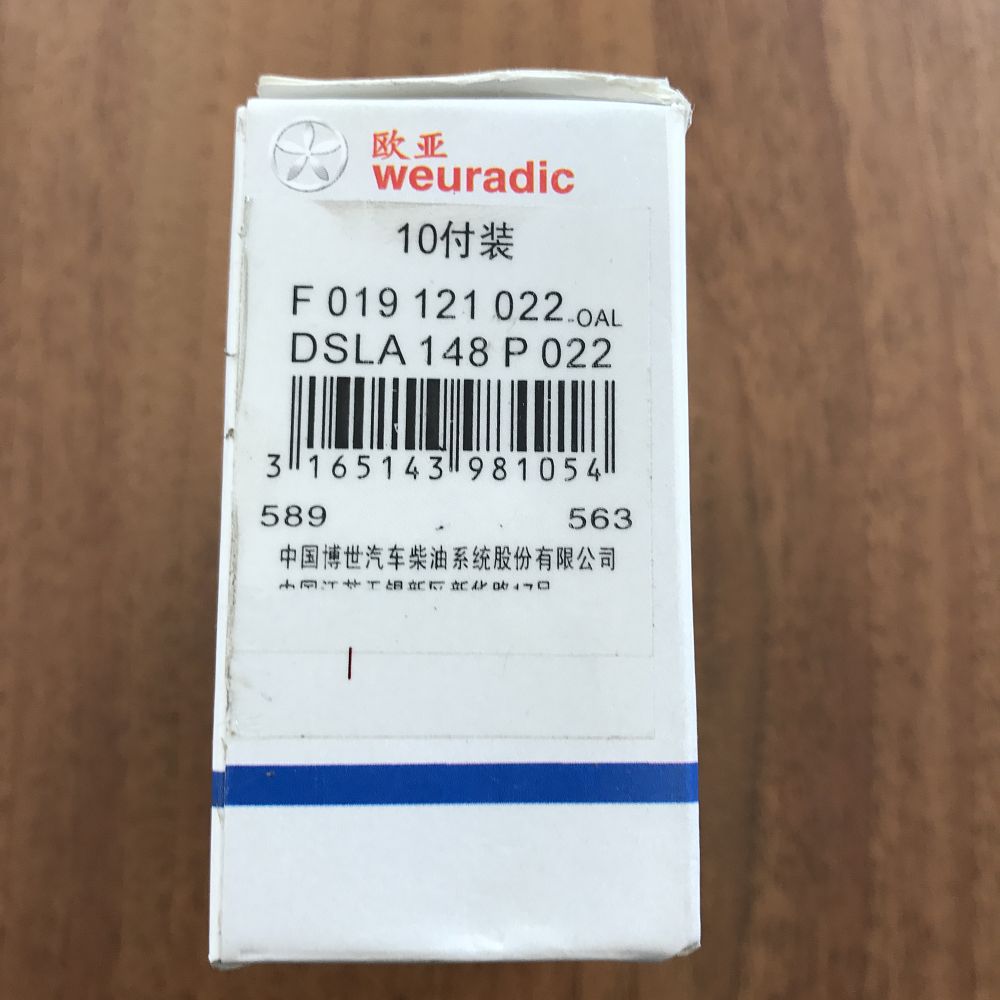 欧亚
weuradic
10付装
F 019 121 022-OAL
DSLA 148 P 022
3 165143 981054
589 563
中国博世汽车柴油系统股份有限公司